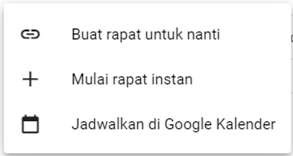 Buat rapat untuk nanti
Mulai rapat instan
Jadwalkan di Google Kalender